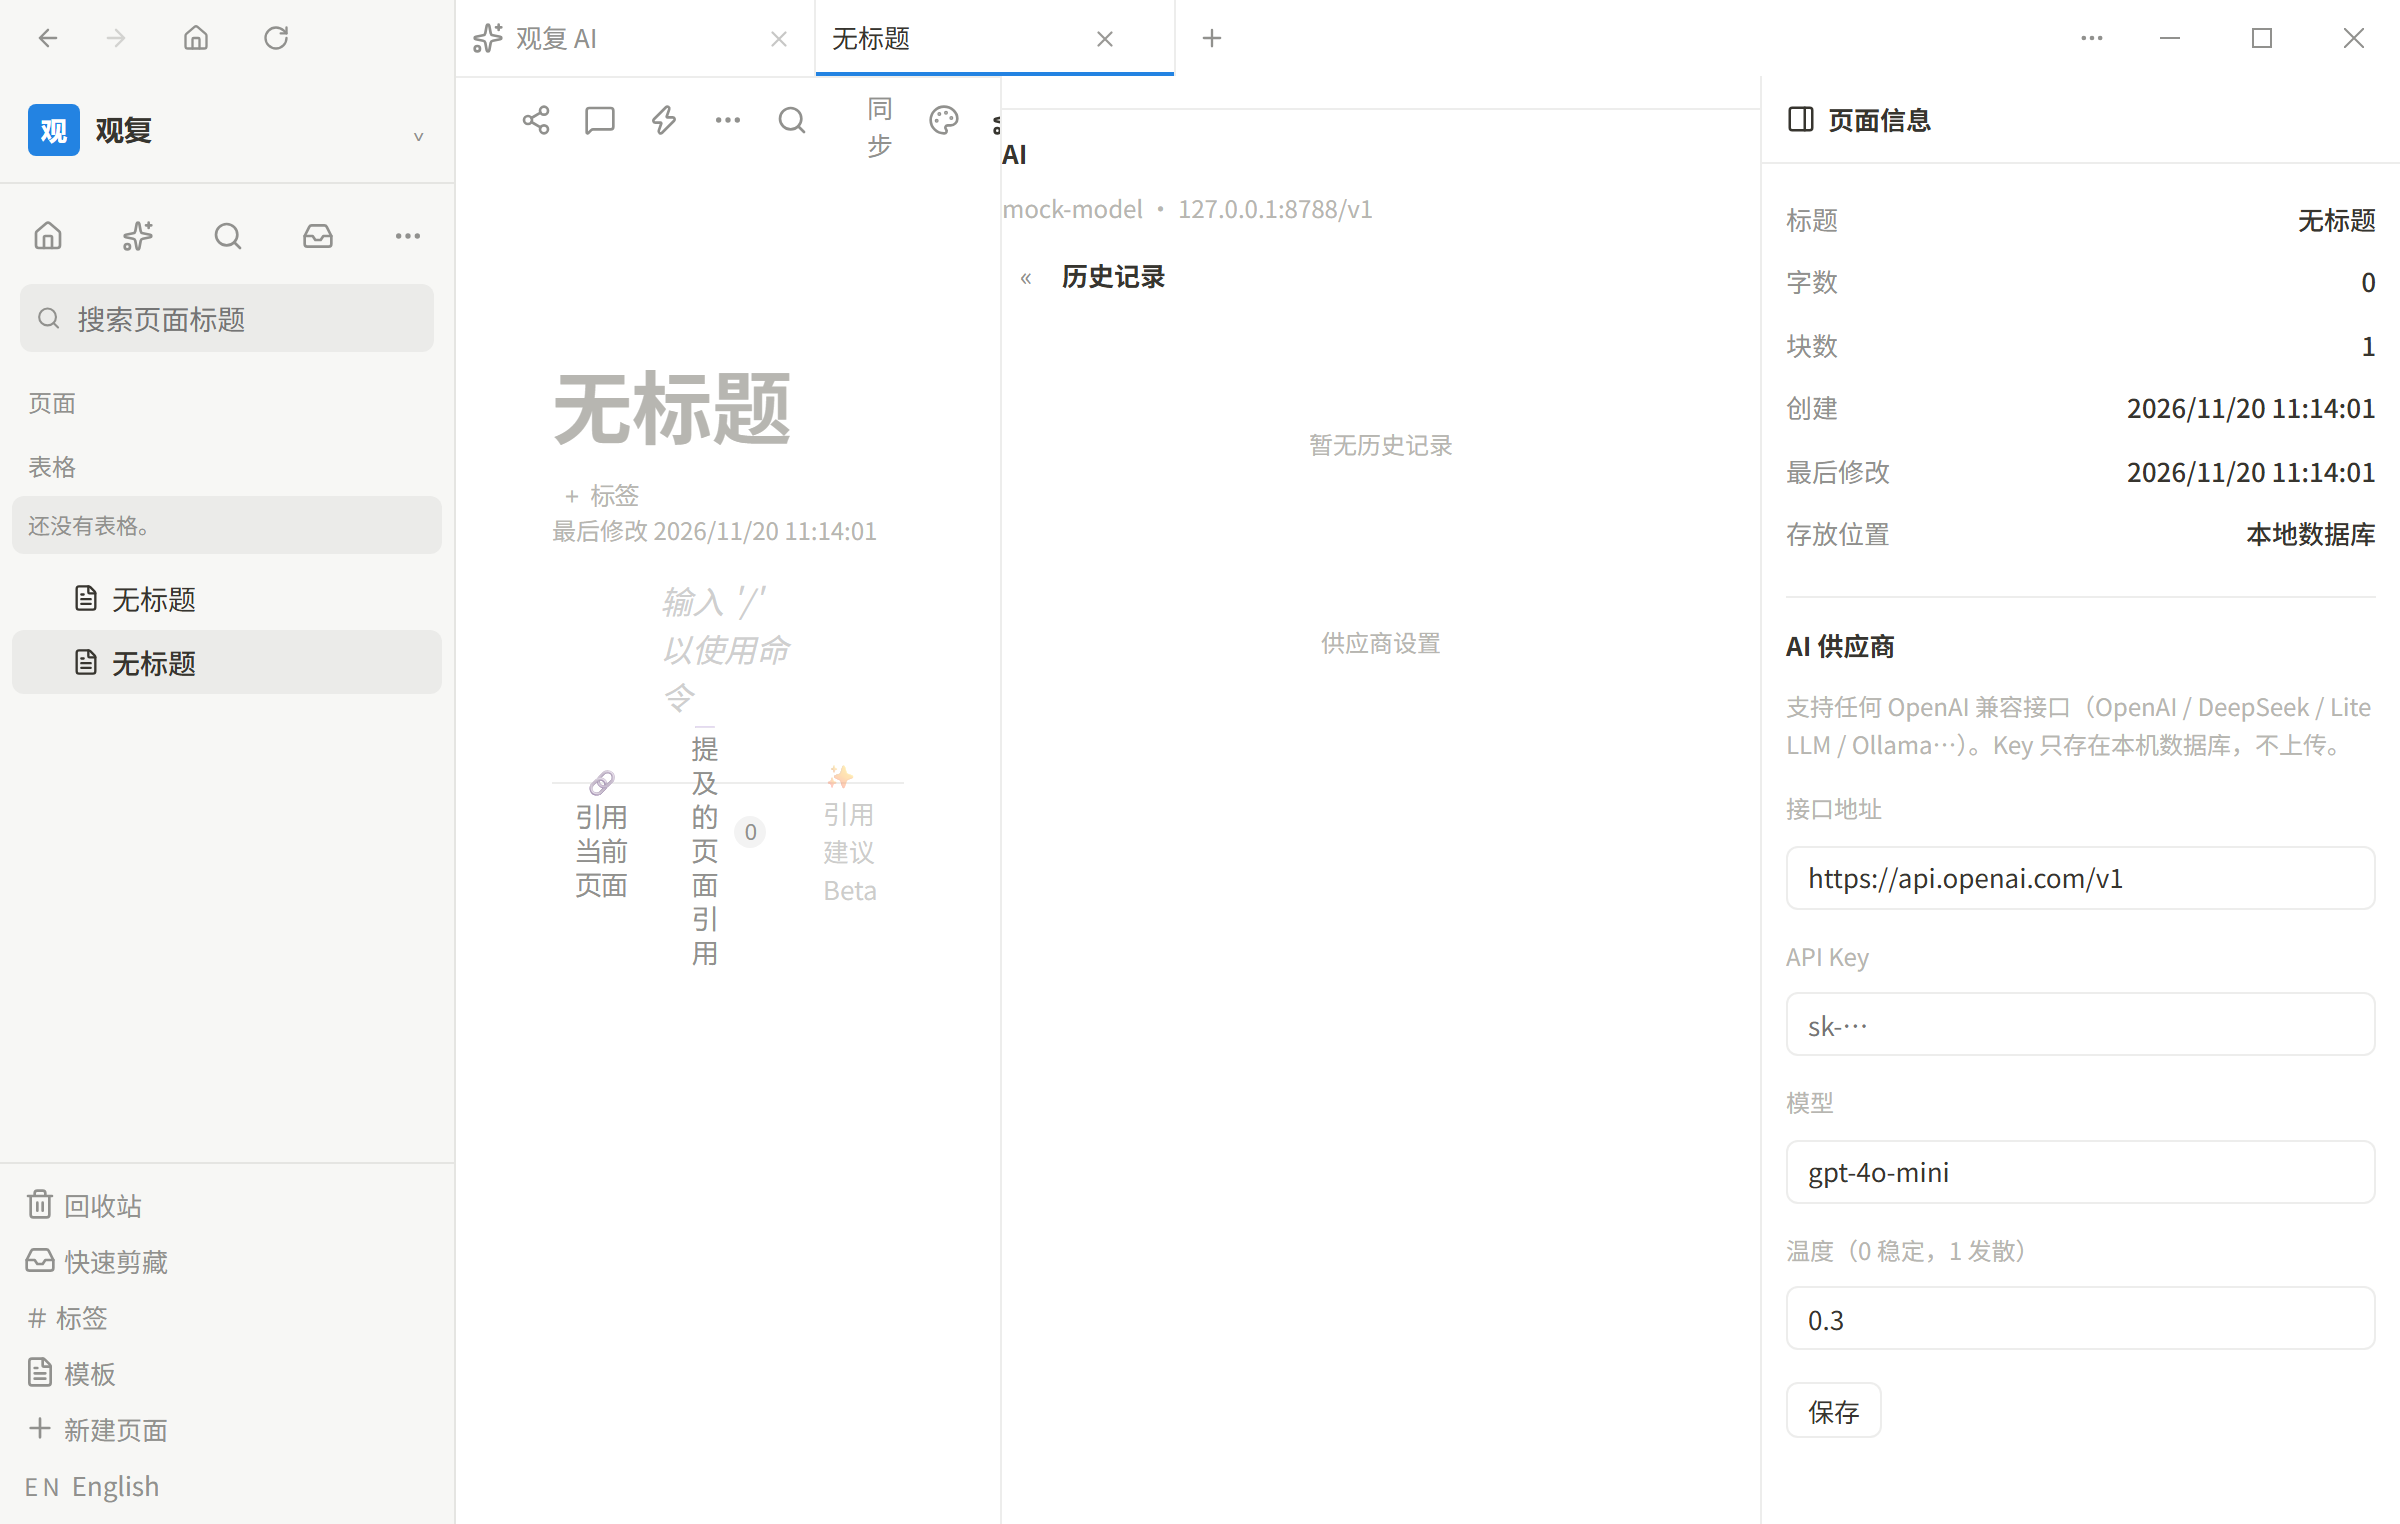 观复 AI
无标题
观
观复
搜索页面标题
页面
表格
还没有表格。
无标题
无标题
回收站
快速剪藏
# 标签
模板
新建页面
EN English
同
步
无标题
+ 标签
最后修改 2026/11/20 11:14:01
输入 '/'
以使用命
令
引用
当前
页面
提
及
的
页
面
引
用
0
引用
建议
Beta
AI
mock-model • 127.0.0.1:8788/v1
« 历史记录
暂无历史记录
供应商设置
页面信息
标题 无标题
字数 0
块数 1
创建 2026/11/20 11:14:01
最后修改 2026/11/20 11:14:01
存放位置 本地数据库
AI 供应商
支持任何 OpenAI 兼容接口（OpenAI / DeepSeek / Lite
LLM / Ollama…）。Key 只存在本机数据库，不上传。
接口地址
https://api.openai.com/v1
API Key
sk-…
模型
gpt-4o-mini
温度（0 稳定，1 发散）
0.3
保存